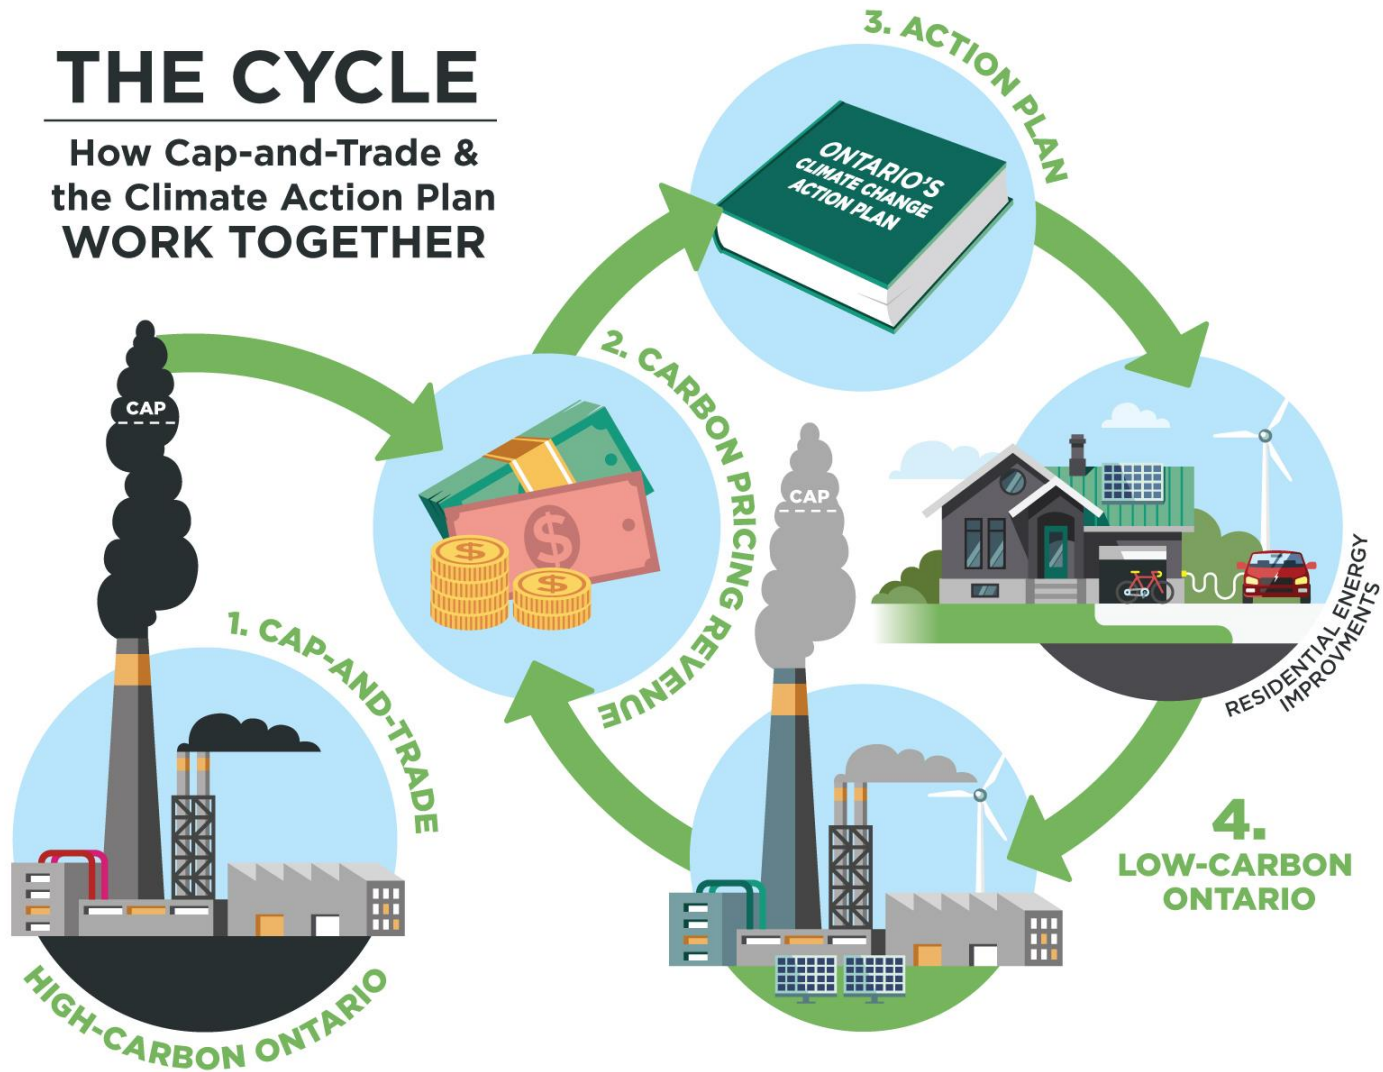 THE CYCLE
How Cap-and-Trade &
the Climate Action Plan
WORK TOGETHER
3. ACTION PLAN
ONTARIO'S
CLIMATE CHANGE
ACTION PLAN
2. CARBON PRICING REVENUE
CAP
CAP
1. CAP-AND-TRADE
RESIDENTIAL ENERGY
IMPROVMENTS
4.
LOW-CARBON
ONTARIO
HIGH-CARBON ONTARIO